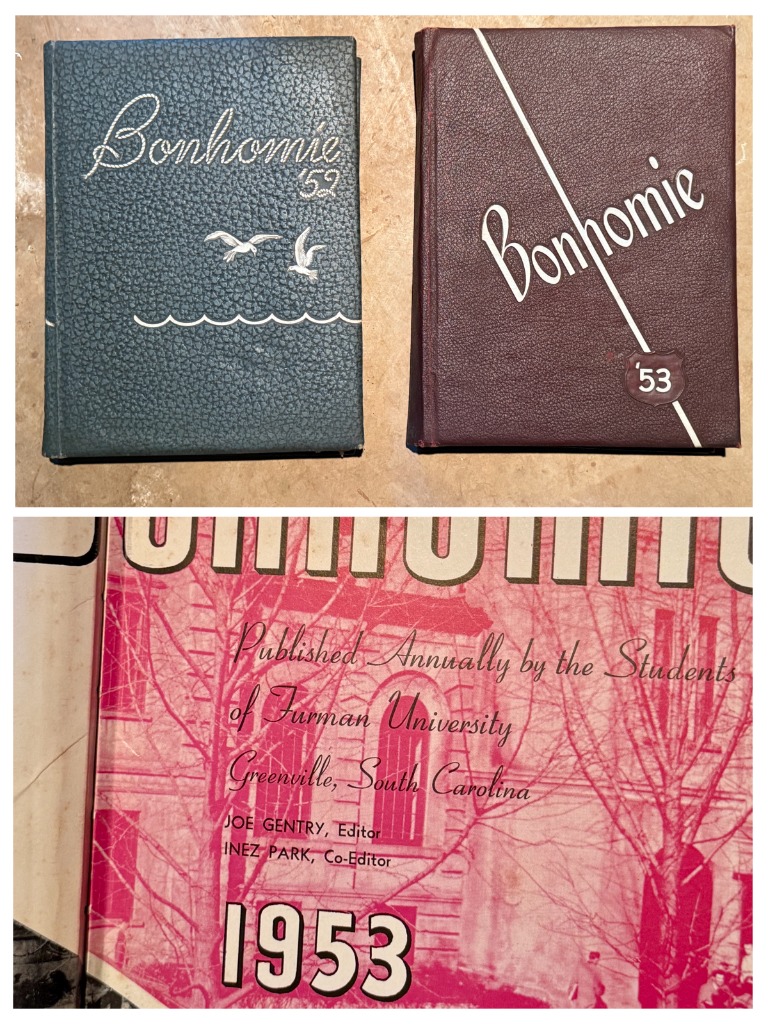 Bonhomie
'52
Bonhomie
'53
Published Annually by the Students
of Furman University
Greenville, South Carolina
JOE GENTRY, Editor
INEZ PARK, Co-Editor
1953